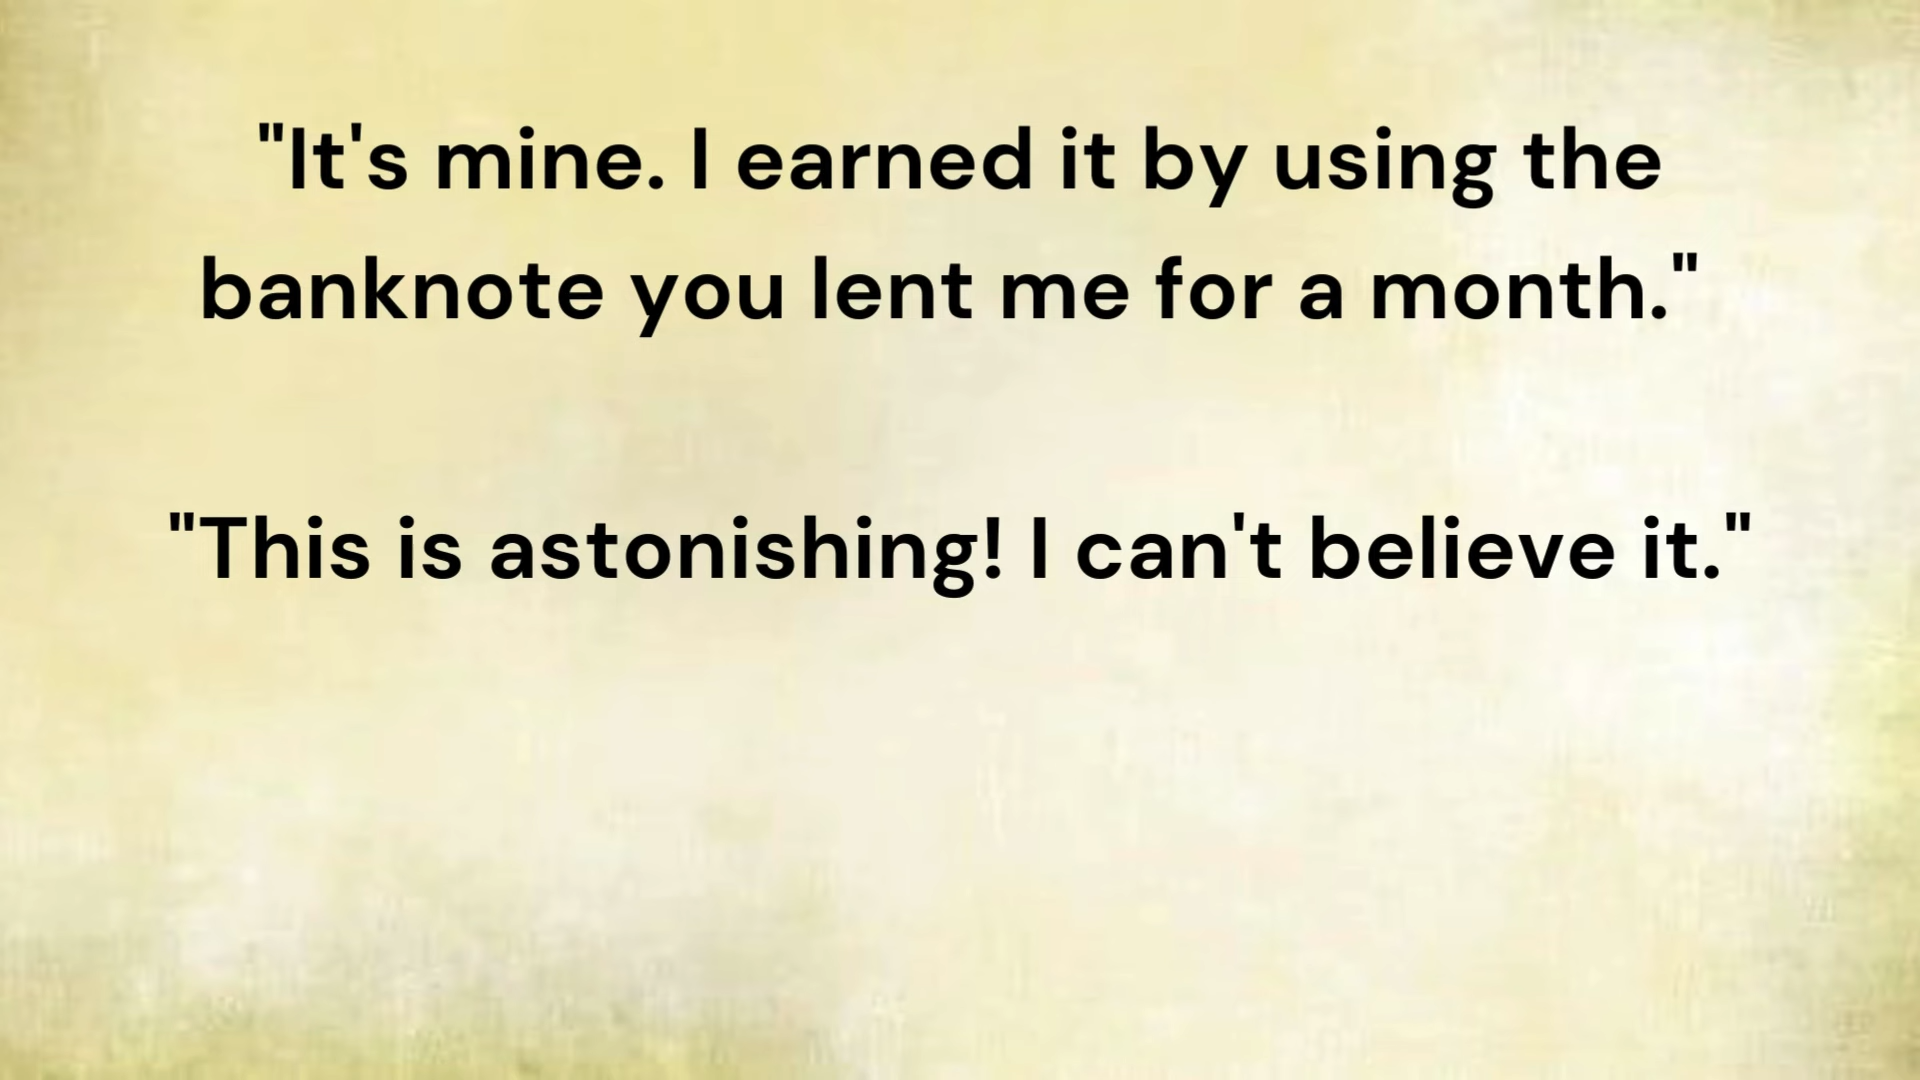 "It's mine. I earned it by using the
banknote you lent me for a month."
"This is astonishing! I can't believe it."